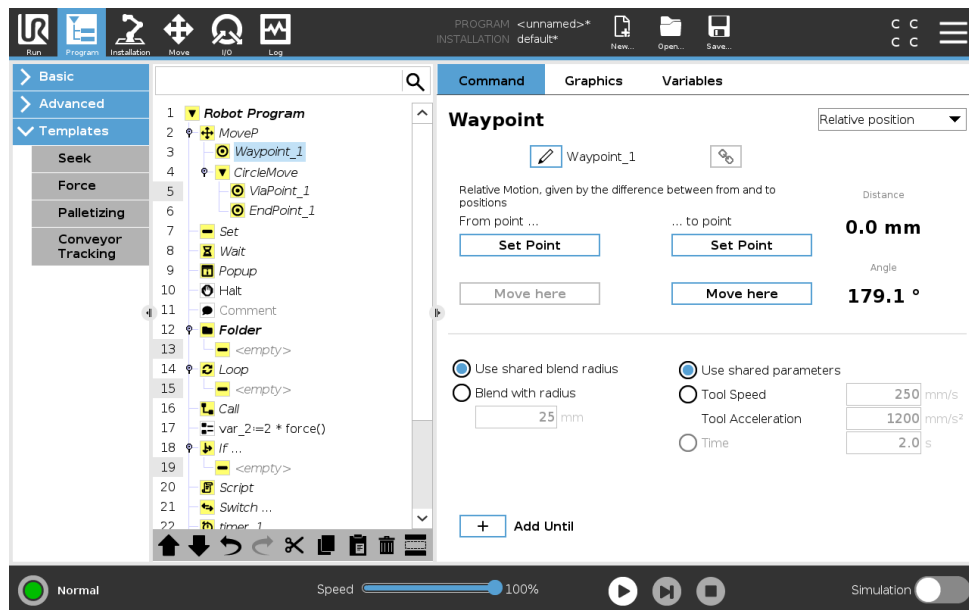 PROGRAM <unnamed>*
INSTALLATION default*
Run Program Installation Move I/O Log New... Open... Save...
C C
C C
Basic
Advanced
Templates
Seek
Force
Palletizing
Conveyor
Tracking
1 Robot Program
2 MoveP
3 Waypoint_1
4 CircleMove
5 ViaPoint_1
6 EndPoint_1
7 Set
8 Wait
9 Popup
10 Halt
11 Comment
12 Folder
13 <empty>
14 Loop
15 <empty>
16 Call
17 var_2:=2 * force()
18 If ...
19 <empty>
20 Script
21 Switch ...
22 timer_1
Command Graphics Variables
Waypoint Relative position
Waypoint_1
Relative Motion, given by the difference between from and to
positions
Distance
From point ... ... to point
0.0 mm
Set Point Set Point
Angle
Move here Move here 179.1 °
Use shared blend radius Use shared parameters
Blend with radius Tool Speed 250 mm/s
25 mm Tool Acceleration 1200 mm/s²
Time 2.0 s
+ Add Until
Normal Speed 100% Simulation